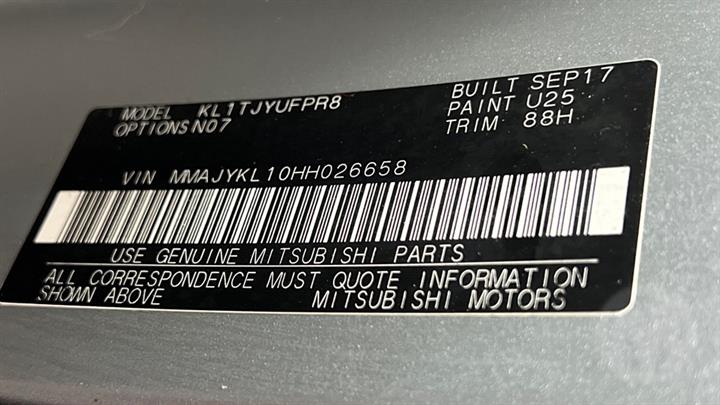 MODEL KL1TJYUFPR8 BUILT SEP17
OPTIONS N07 PAINT U25
TRIM 88H
VIN MMAJYKL10HH026658
USE GENUINE MITSUBISHI PARTS
ALL CORRESPONDENCE MUST QUOTE INFORMATION
SHOWN ABOVE MITSUBISHI MOTORS